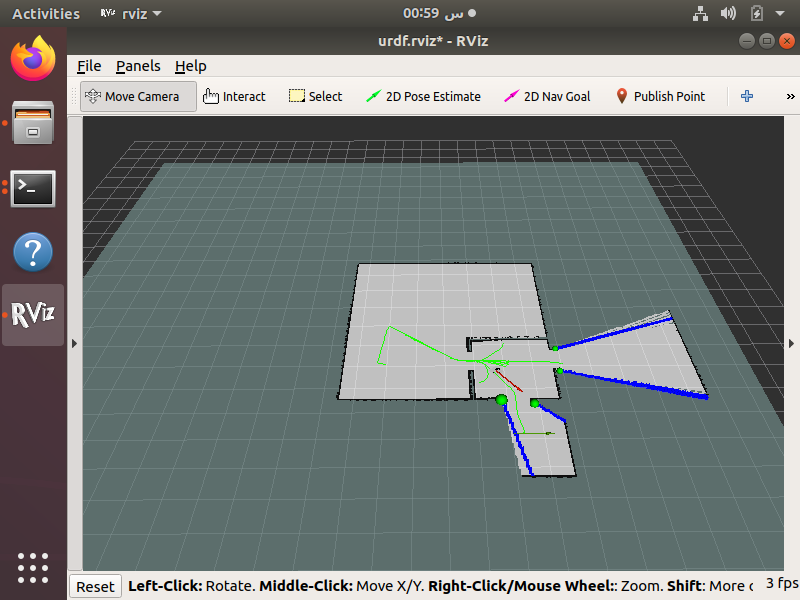 Activities RViz rviz 00:59 س
urdf.rviz* - RViz
File Panels Help
Move Camera Interact Select 2D Pose Estimate 2D Nav Goal Publish Point »
>_
?
RViz
Reset Left-Click: Rotate. Middle-Click: Move X/Y. Right-Click/Mouse Wheel:: Zoom. Shift: More o 3 fps